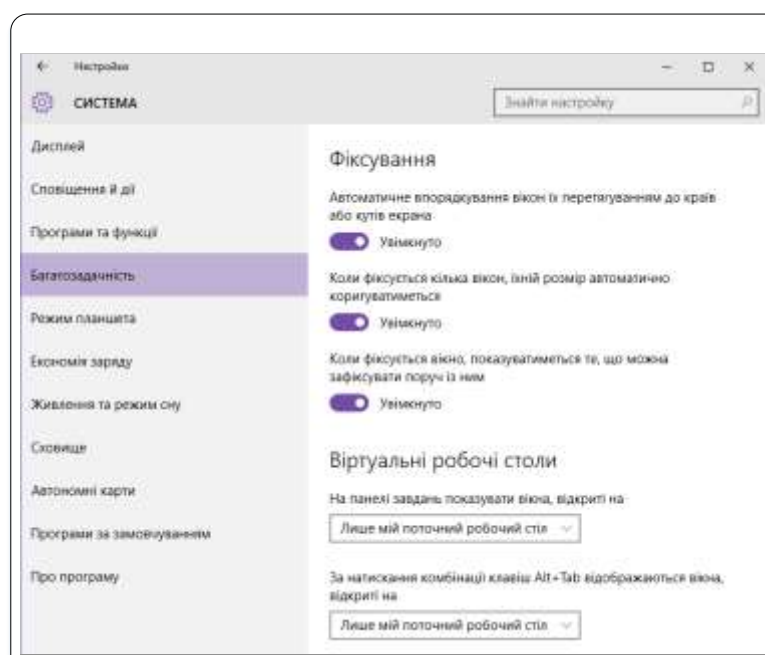 Настройки
СИСТЕМА
Знайти настройку
Дисплей
Сповіщення й дії
Програми та функції
Багатозадачність
Режим планшета
Економія заряду
Живлення та режим сну
Сховище
Автономні карти
Програми за замовчуванням
Про програму
Фіксування
Автоматичне впорядкування вікон їх перетягуванням до країв
або кутів екрана
Увімкнуто
Коли фіксується кілька вікон, їхній розмір автоматично
коригуватиметься
Увімкнуто
Коли фіксується вікно, показуватиметься те, що можна
зафіксувати поруч із ним
Увімкнуто
Віртуальні робочі столи
На панелі завдань показувати вікна, відкриті на
Лише мій поточний робочий стіл
За натискання комбінації клавіш Alt+Tab відображаються вікна,
відкриті на
Лише мій поточний робочий стіл